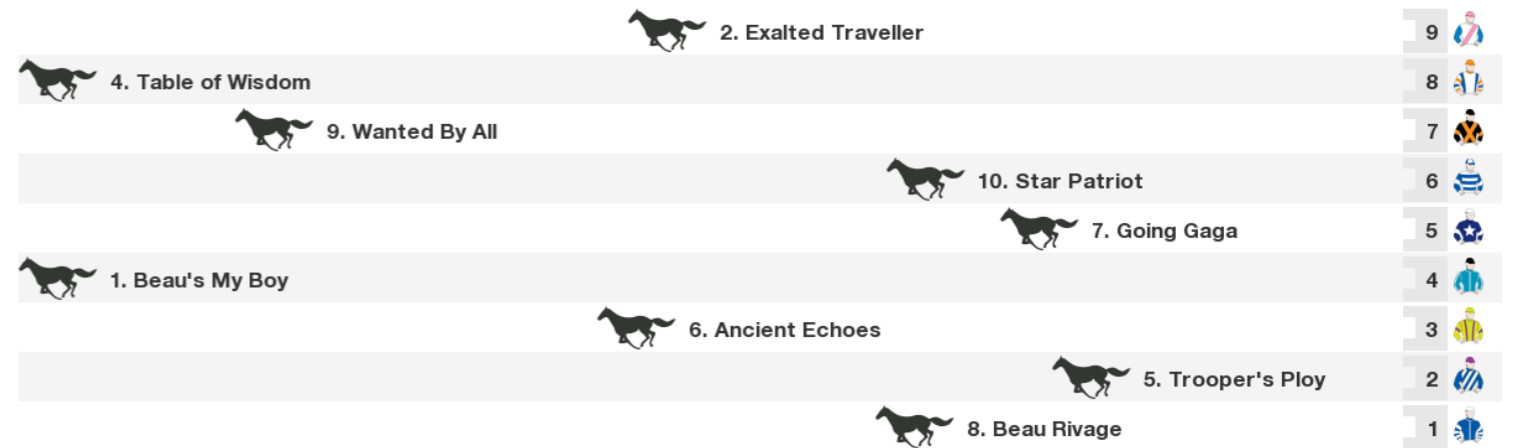 2. Exalted Traveller 9
4. Table of Wisdom 8
9. Wanted By All 7
10. Star Patriot 6
7. Going Gaga 5
1. Beau's My Boy 4
6. Ancient Echoes 3
5. Trooper's Ploy 2
8. Beau Rivage 1